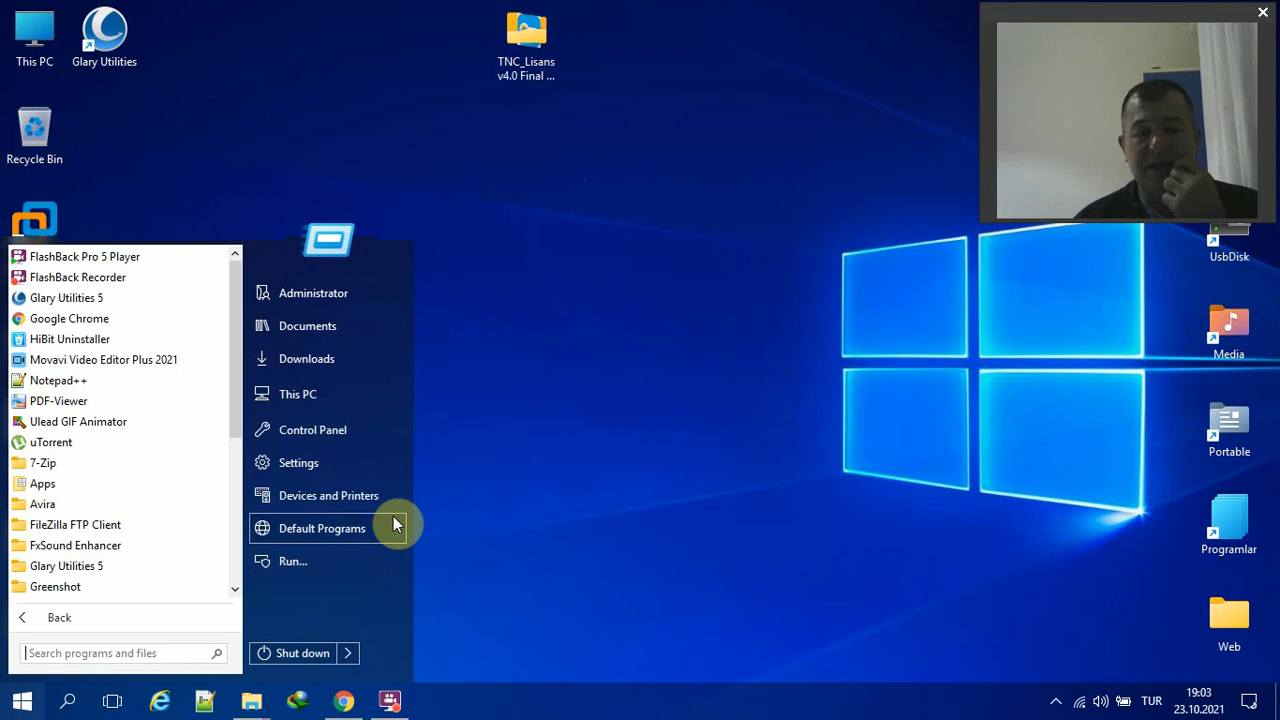 This PC
Glary Utilities
TNC_Lisans
v4.0 Final ...
Recycle Bin
FlashBack Pro 5 Player
FlashBack Recorder
Glary Utilities 5
Google Chrome
HiBit Uninstaller
Movavi Video Editor Plus 2021
Notepad++
PDF-Viewer
Ulead GIF Animator
uTorrent
7-Zip
Apps
Avira
FileZilla FTP Client
FxSound Enhancer
Glary Utilities 5
Greenshot
Back
Search programs and files
Administrator
Documents
Downloads
This PC
Control Panel
Settings
Devices and Printers
Default Programs
Run...
Shut down
UsbDisk
Media
Portable
Programlar
Web
TUR
19:03
23.10.2021